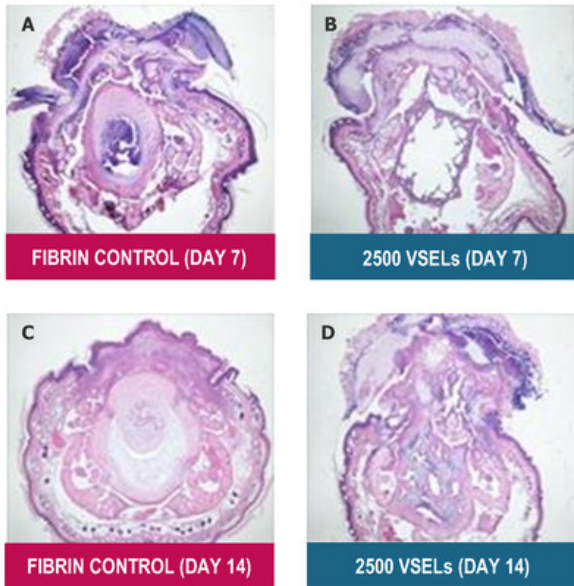 A
B
FIBRIN CONTROL (DAY 7)
2500 VSELs (DAY 7)
C
D
FIBRIN CONTROL (DAY 14)
2500 VSELs (DAY 14)